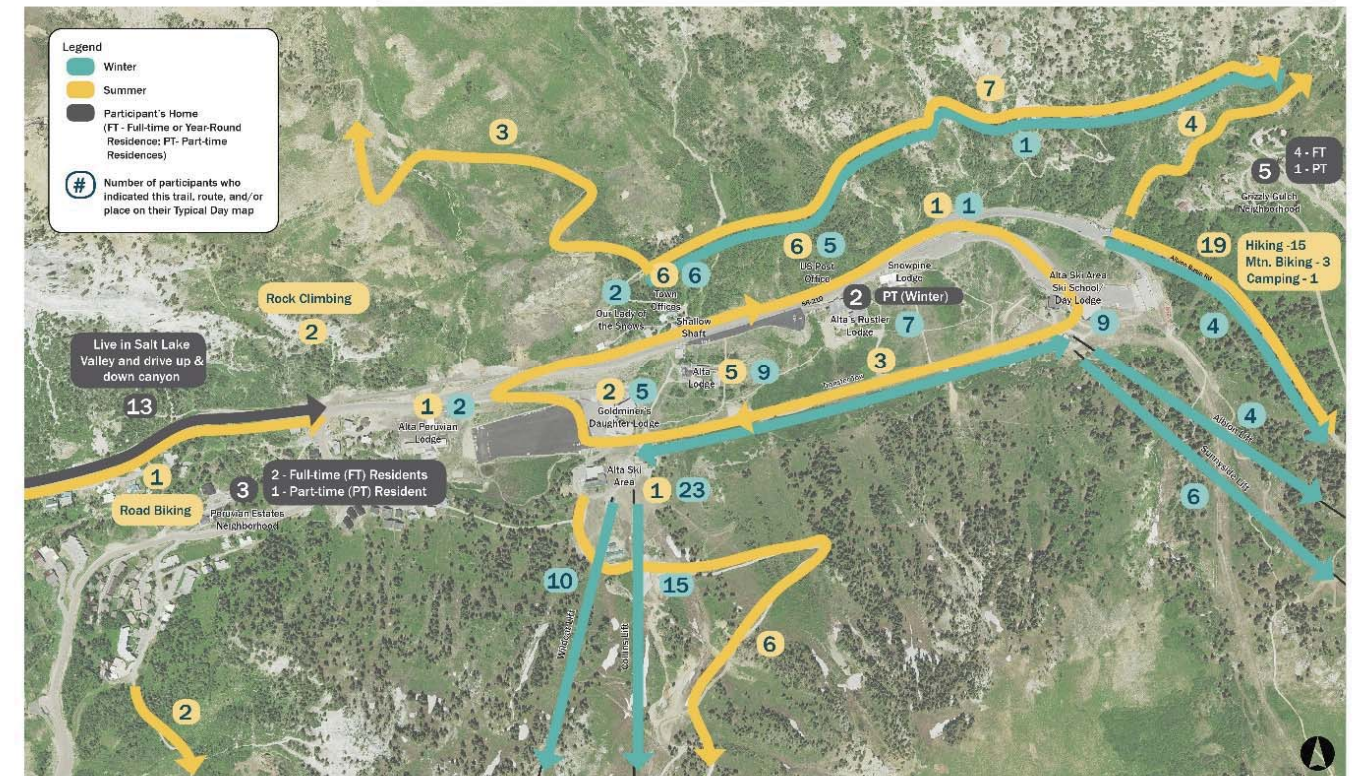 Legend
Winter
Summer
Participant's Home
(FT - Full-time or Year-Round
Residence; PT- Part-time
Residences)
#
Number of participants who
indicated this trail, route, and/or
place on their Typical Day map
3
7
1
4
4 - FT
1 - PT
5
Grizzly Gulch
Neighborhood
1 1
6 5
US Post
Office
Snowpine
Lodge
19
Hiking -15
Mtn. Biking - 3
Camping - 1
Albion Basin Rd
Alta Ski Area
Ski School/
Day Lodge
9
4
6 6
Town
Offices
2
Our Lady of
the Snows
Shallow
Shaft
SR-210
2
PT (Winter)
Alta's Rustler
Lodge
7
Rock Climbing
2
Live in Salt Lake
Valley and drive up &
down canyon
13
Alta
Lodge
5 9
3
2 5
Goldminer's
Daughter Lodge
1 2
Alta Peruvian
Lodge
4
Albion Lift
Sunnyside Lift
6
1
Road Biking
3
2 - Full-time (FT) Residents
1 - Part-time (PT) Resident
Peruvian Estates
Neighborhood
Alta Ski
Area
1 23
10
15
Wildcat Lift
Collins Lift
6
2